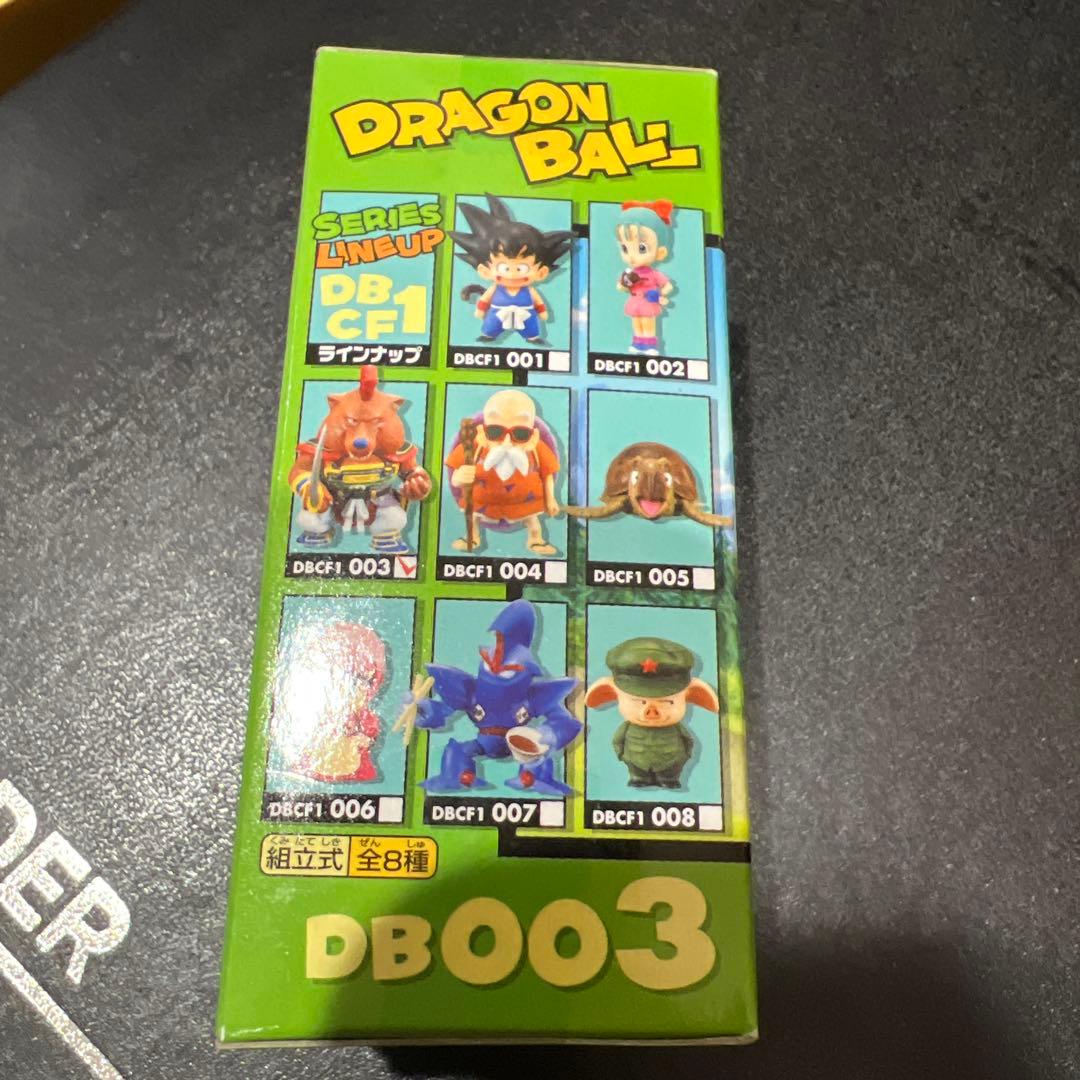 DRAGON
BALL
SERIES
LINEUP
DB
CF1
ラインナップ
DBCF1 001
DBCF1 002
DBCF1 003
DBCF1 004
DBCF1 005
DBCF1 006
DBCF1 007
DBCF1 008
くみたてしき ぜん しゅ
組立式 全8種
DB003
DER